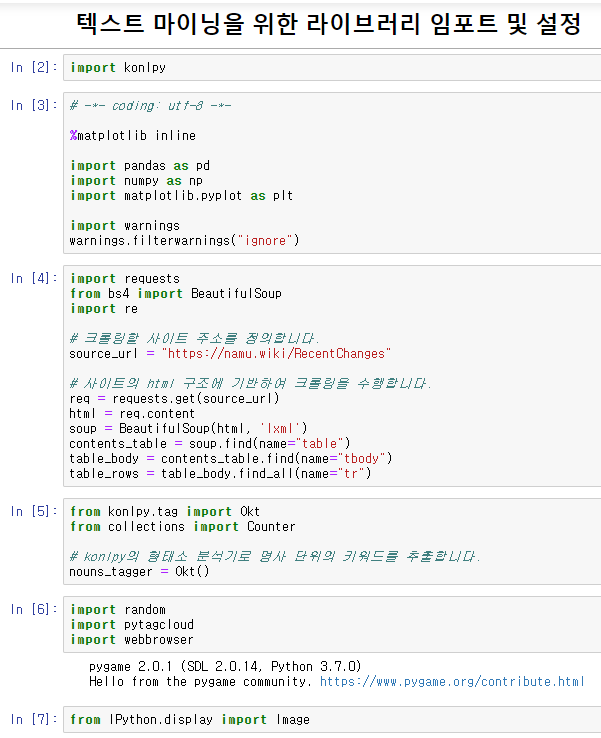 텍스트 마이닝을 위한 라이브러리 임포트 및 설정
In [2]: import konlpy
In [3]: # -*- coding: utf-8 -*-
%matplotlib inline
import pandas as pd
import numpy as np
import matplotlib.pyplot as plt
import warnings
warnings.filterwarnings("ignore")
In [4]: import requests
from bs4 import BeautifulSoup
import re
# 크롤링할 사이트 주소를 정의합니다.
source_url = "https://namu.wiki/RecentChanges"
# 사이트의 html 구조에 기반하여 크롤링을 수행합니다.
req = requests.get(source_url)
html = req.content
soup = BeautifulSoup(html, 'lxml')
contents_table = soup.find(name="table")
table_body = contents_table.find(name="tbody")
table_rows = table_body.find_all(name="tr")
In [5]: from konlpy.tag import Okt
from collections import Counter
# konlpy의 형태소 분석기로 명사 단위의 키워드를 추출합니다.
nouns_tagger = Okt()
In [6]: import random
import pytagcloud
import webbrowser
pygame 2.0.1 (SDL 2.0.14, Python 3.7.0)
Hello from the pygame community. https://www.pygame.org/contribute.html
In [7]: from IPython.display import Image